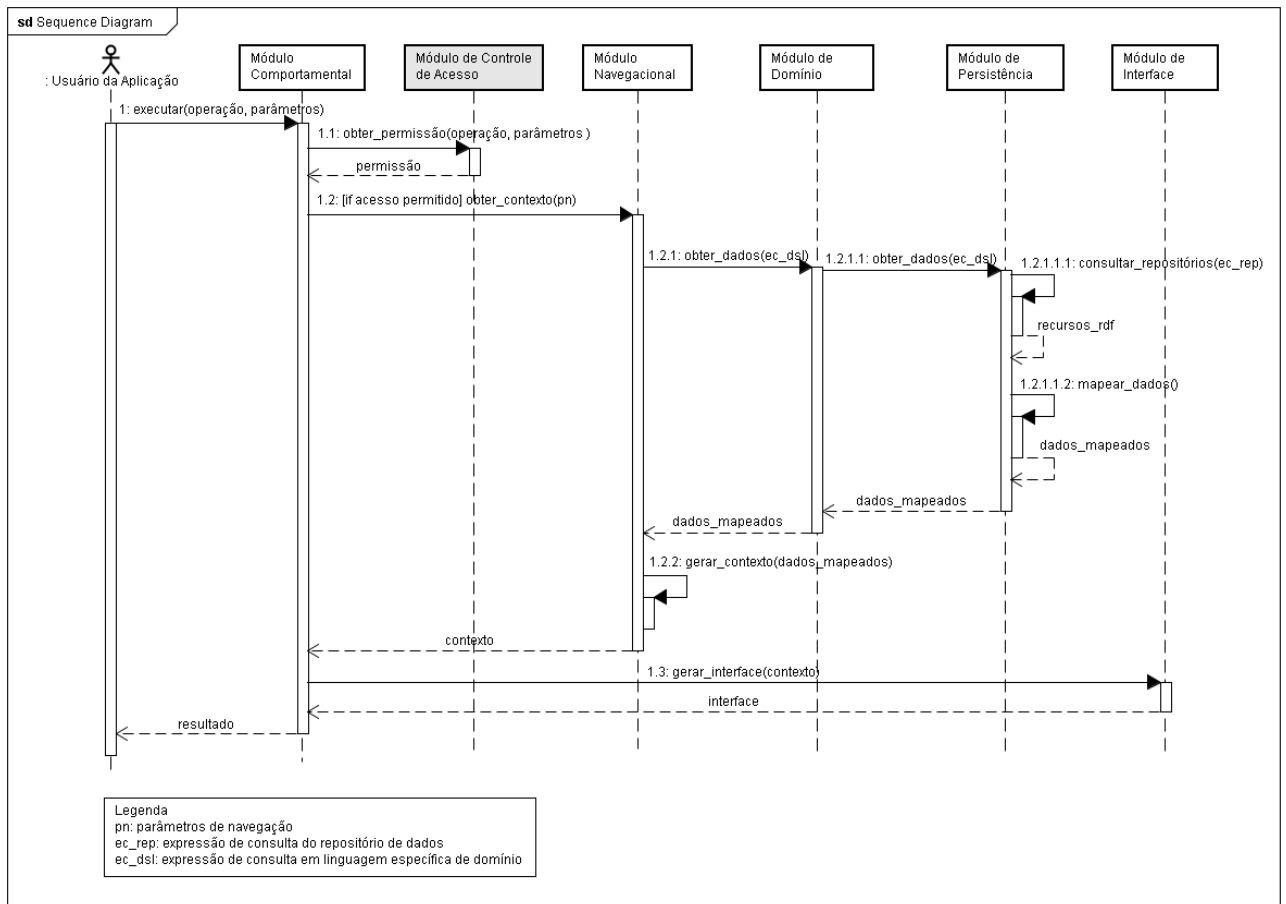 sd Sequence Diagram
: Usuário da Aplicação
Módulo
Comportamental
Módulo de Controle
de Acesso
Módulo
Navegacional
Módulo
de Domínio
Módulo de
Persistência
Módulo de
Interface
1: executar(operação, parâmetros)
1.1: obter_permissão(operação, parâmetros )
permissão
1.2: [if acesso permitido] obter_contexto(pn)
1.2.1: obter_dados(ec_dsl)
1.2.1.1: obter_dados(ec_dsl)
1.2.1.1.1: consultar_repositórios(ec_rep)
recursos_rdf
1.2.1.1.2: mapear_dados()
dados_mapeados
dados_mapeados
dados_mapeados
1.2.2: gerar_contexto(dados_mapeados)
contexto
1.3: gerar_interface(contexto)
interface
resultado
Legenda
pn: parâmetros de navegação
ec_rep: expressão de consulta do repositório de dados
ec_dsl: expressão de consulta em linguagem específica de domínio